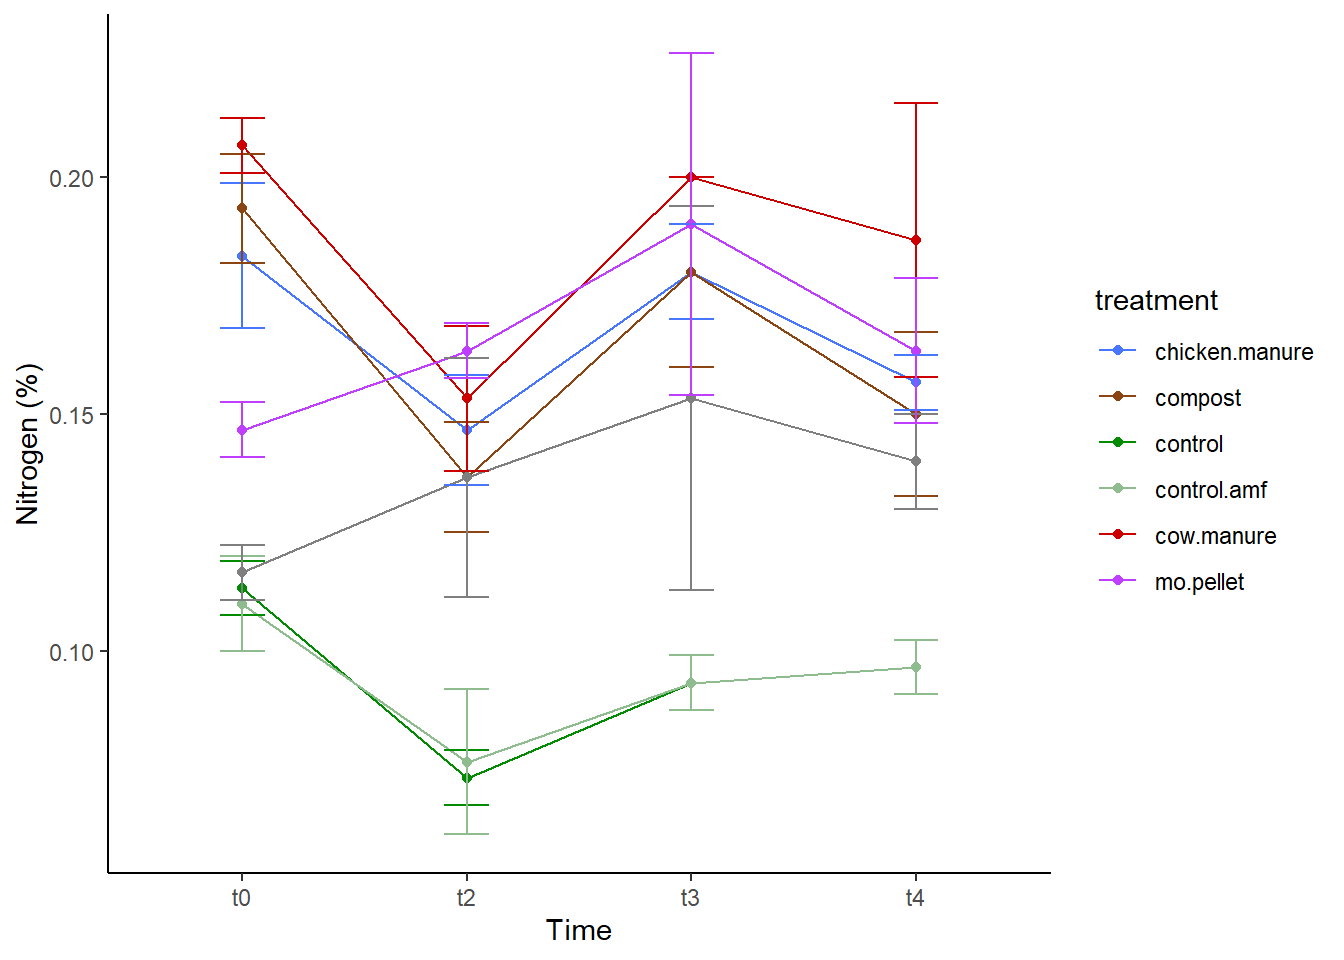 0.20
0.15
0.10
Nitrogen (%)
t0
t2
t3
t4
Time
treatment
chicken.manure
compost
control
control.amf
cow.manure
mo.pellet